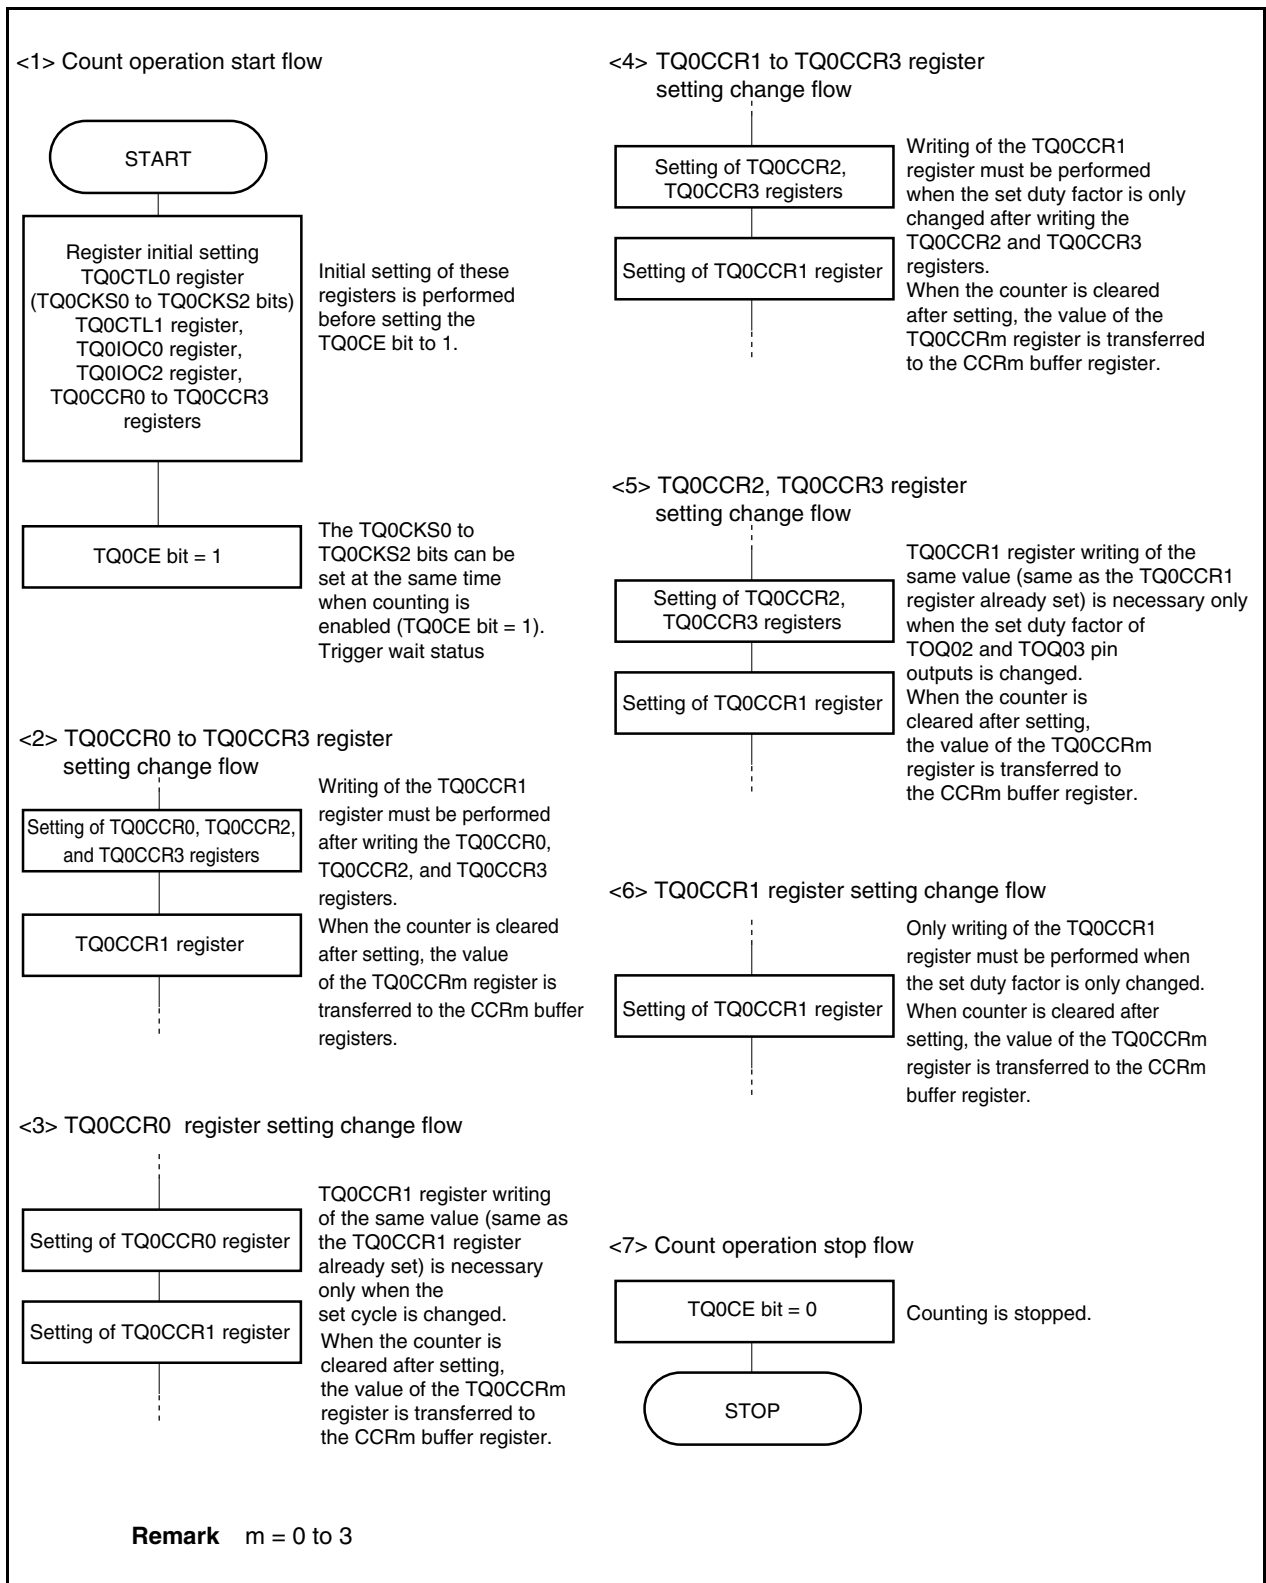 <1> Count operation start flow
START
Register initial setting
TQ0CTL0 register
(TQ0CKS0 to TQ0CKS2 bits)
TQ0CTL1 register,
TQ0IOC0 register,
TQ0IOC2 register,
TQ0CCR0 to TQ0CCR3
registers
Initial setting of these
registers is performed
before setting the
TQ0CE bit to 1.
TQ0CE bit = 1
The TQ0CKS0 to
TQ0CKS2 bits can be
set at the same time
when counting is
enabled (TQ0CE bit = 1).
Trigger wait status
<2> TQ0CCR0 to TQ0CCR3 register
setting change flow
Setting of TQ0CCR0, TQ0CCR2,
and TQ0CCR3 registers
TQ0CCR1 register
Writing of the TQ0CCR1
register must be performed
after writing the TQ0CCR0,
TQ0CCR2, and TQ0CCR3
registers.
When the counter is cleared
after setting, the value
of the TQ0CCRm register is
transferred to the CCRm buffer
registers.
<3> TQ0CCR0 register setting change flow
Setting of TQ0CCR0 register
Setting of TQ0CCR1 register
TQ0CCR1 register writing
of the same value (same as
the TQ0CCR1 register
already set) is necessary
only when the
set cycle is changed.
When the counter is
cleared after setting,
the value of the TQ0CCRm
register is transferred to
the CCRm buffer register.
<4> TQ0CCR1 to TQ0CCR3 register
setting change flow
Setting of TQ0CCR2,
TQ0CCR3 registers
Setting of TQ0CCR1 register
Writing of the TQ0CCR1
register must be performed
when the set duty factor is only
changed after writing the
TQ0CCR2 and TQ0CCR3
registers.
When the counter is cleared
after setting, the value of the
TQ0CCRm register is transferred
to the CCRm buffer register.
<5> TQ0CCR2, TQ0CCR3 register
setting change flow
Setting of TQ0CCR2,
TQ0CCR3 registers
Setting of TQ0CCR1 register
TQ0CCR1 register writing of the
same value (same as the TQ0CCR1
register already set) is necessary only
when the set duty factor of
TOQ02 and TOQ03 pin
outputs is changed.
When the counter is
cleared after setting,
the value of the TQ0CCRm
register is transferred to
the CCRm buffer register.
<6> TQ0CCR1 register setting change flow
Setting of TQ0CCR1 register
Only writing of the TQ0CCR1
register must be performed when
the set duty factor is only changed.
When counter is cleared after
setting, the value of the TQ0CCRm
register is transferred to the CCRm
buffer register.
<7> Count operation stop flow
TQ0CE bit = 0
Counting is stopped.
STOP
Remark m = 0 to 3